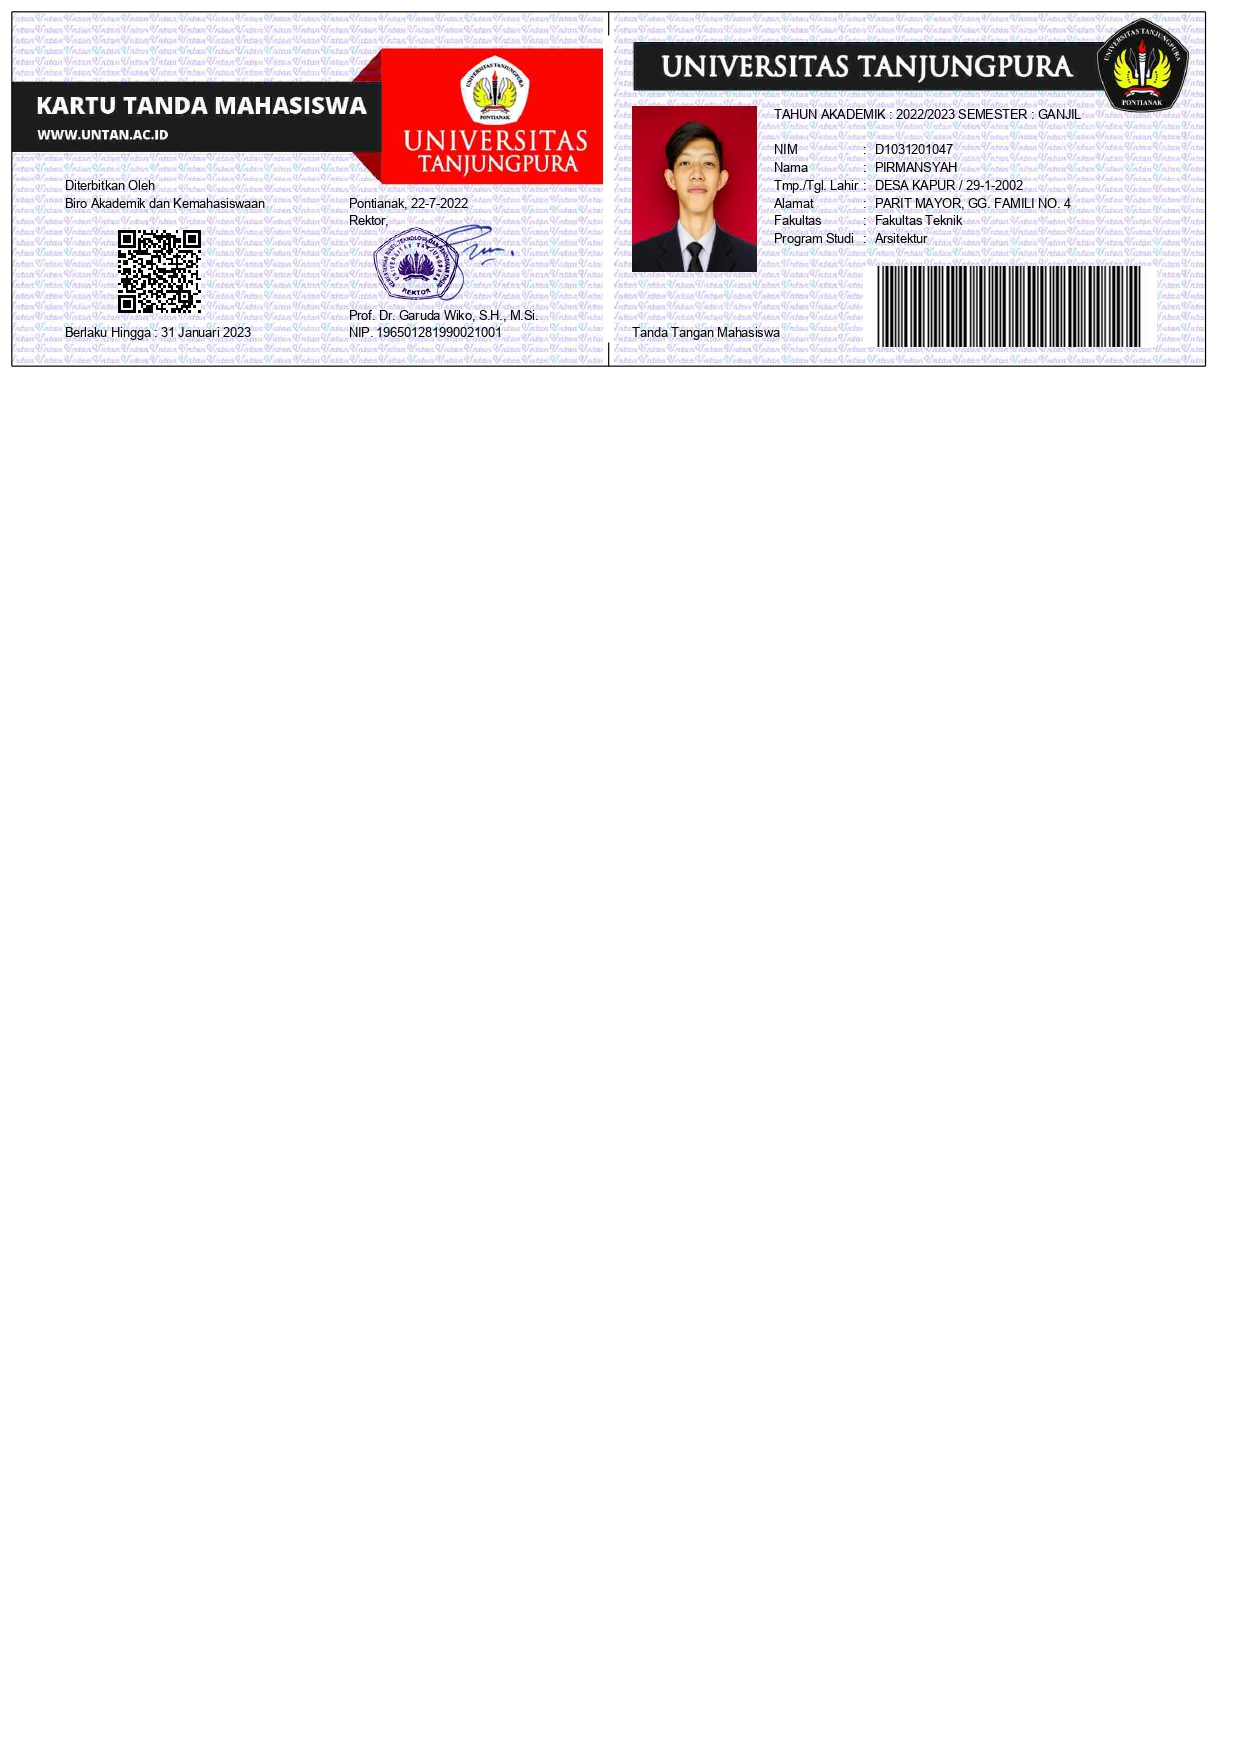 KARTU TANDA MAHASISWA
WWW.UNTAN.AC.ID
UNIVERSITAS TANJUNGPURA
PONTIANAK
UNIVERSITAS
TANJUNGPURA
Diterbitkan Oleh
Biro Akademik dan Kemahasiswaan
Berlaku Hingga : 31 Januari 2023
Pontianak, 22-7-2022
Rektor,
REKTOR
Prof. Dr. Garuda Wiko, S.H., M.Si.
NIP. 196501281990021001
UNIVERSITAS TANJUNGPURA
UNIVERSITAS TANJUNGPURA
PONTIANAK
TAHUN AKADEMIK : 2022/2023 SEMESTER : GANJIL
NIM : D1031201047
Nama : PIRMANSYAH
Tmp./Tgl. Lahir : DESA KAPUR / 29-1-2002
Alamat : PARIT MAYOR, GG. FAMILI NO. 4
Fakultas : Fakultas Teknik
Program Studi : Arsitektur
Tanda Tangan Mahasiswa